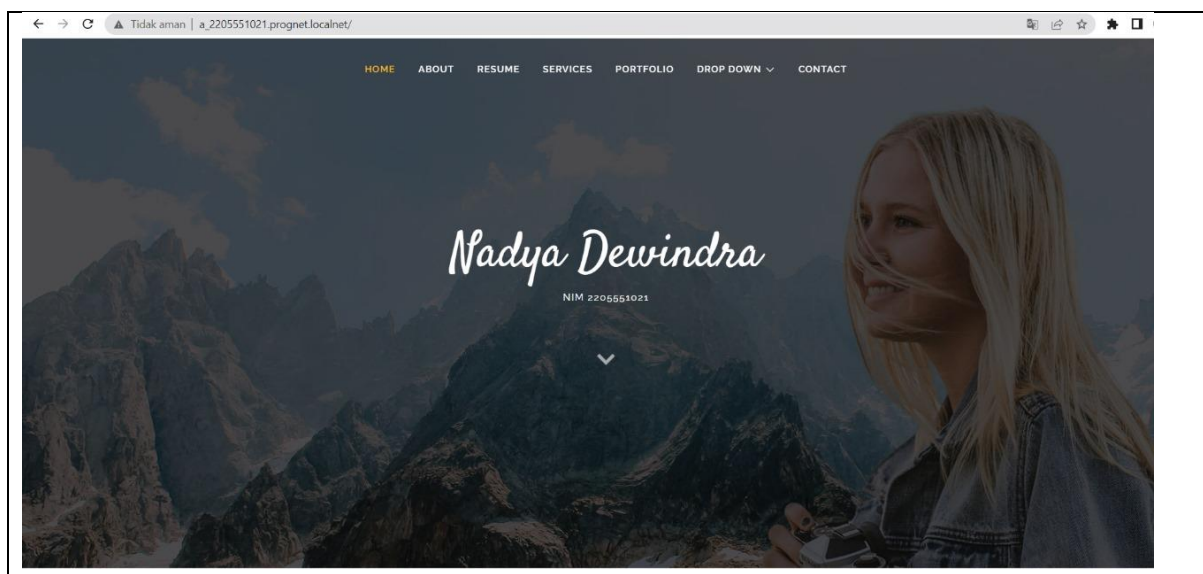 Tidak aman | a_2205551021.prognet.localnet/
HOME ABOUT RESUME SERVICES PORTFOLIO DROP DOWN CONTACT
Nadya Dewindra
NIM 2205551021